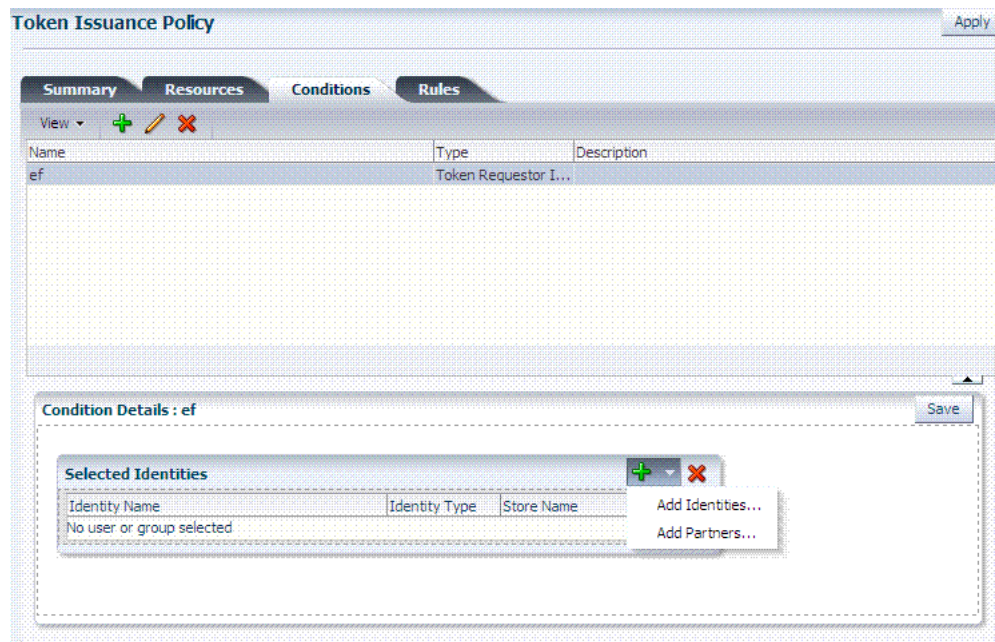 Token Issuance Policy
Apply
Summary Resources Conditions Rules
View
Name Type Description
ef Token Requestor I...
Condition Details : ef
Save
Selected Identities
Identity Name Identity Type Store Name
No user or group selected
Add Identities...
Add Partners...